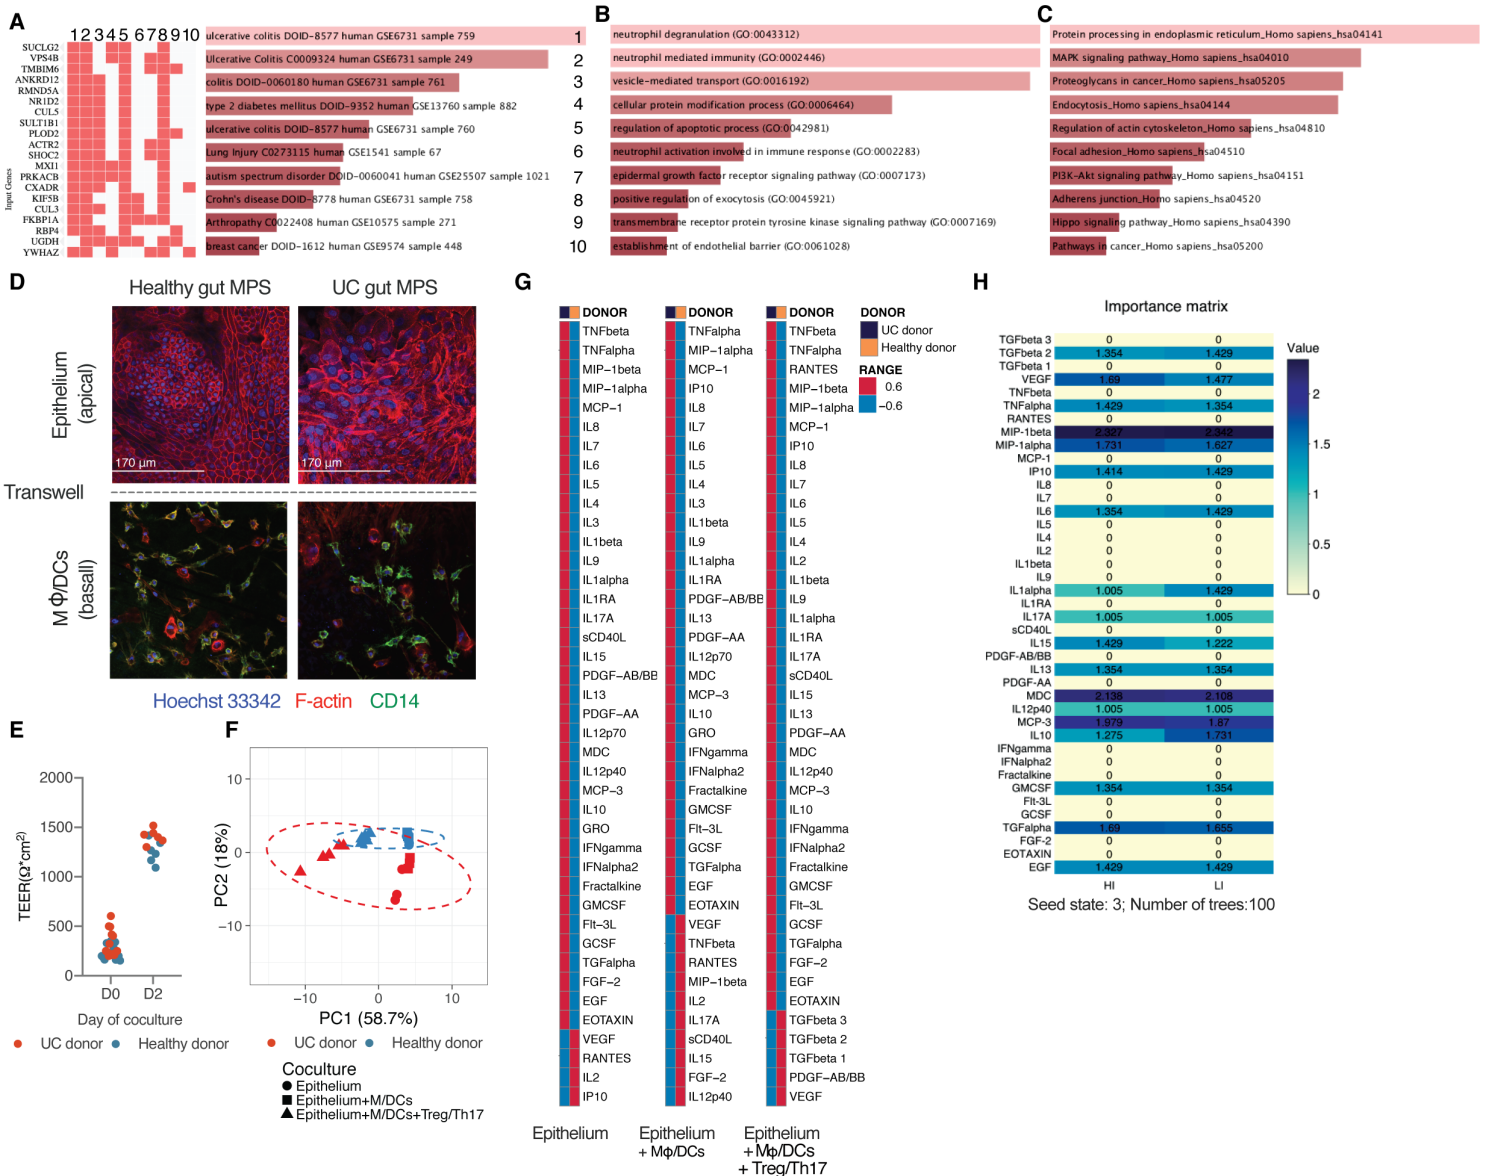 A
1 2 3 4 5 6 7 8 9 10
Input Genes
SUCLG2
VPS4B
TMBIM6
ANKRD12
RMND5A
NR1D2
CUL5
SULT1B1
PLOD2
ACTR2
SHOC2
MXI1
PRKACB
CXADR
KIF5B
CUL3
FKBP1A
RBP4
UGDH
YWHAZ
ulcerative colitis DOID-8577 human GSE6731 sample 759
Ulcerative Colitis C0009324 human GSE6731 sample 249
colitis DOID-0060180 human GSE6731 sample 761
type 2 diabetes mellitus DOID-9352 human GSE13760 sample 882
ulcerative colitis DOID-8577 human GSE6731 sample 760
Lung Injury C0273115 human GSE1541 sample 67
autism spectrum disorder DOID-0060041 human GSE25507 sample 1021
Crohn's disease DOID-8778 human GSE6731 sample 758
Arthropathy C0022408 human GSE10575 sample 271
breast cancer DOID-1612 human GSE9574 sample 448
1
2
3
4
5
6
7
8
9
10
B
neutrophil degranulation (GO:0043312)
neutrophil mediated immunity (GO:0002446)
vesicle-mediated transport (GO:0016192)
cellular protein modification process (GO:0006464)
regulation of apoptotic process (GO:0042981)
neutrophil activation involved in immune response (GO:0002283)
epidermal growth factor receptor signaling pathway (GO:0007173)
positive regulation of exocytosis (GO:0045921)
transmembrane receptor protein tyrosine kinase signaling pathway (GO:0007169)
establishment of endothelial barrier (GO:0061028)
C
Protein processing in endoplasmic reticulum_Homo sapiens_hsa04141
MAPK signaling pathway_Homo sapiens_hsa04010
Proteoglycans in cancer_Homo sapiens_hsa05205
Endocytosis_Homo sapiens_hsa04144
Regulation of actin cytoskeleton_Homo sapiens_hsa04810
Focal adhesion_Homo sapiens_hsa04510
PI3K-Akt signaling pathway_Homo sapiens_hsa04151
Adherens junction_Homo sapiens_hsa04520
Hippo signaling pathway_Homo sapiens_hsa04390
Pathways in cancer_Homo sapiens_hsa05200
D
Healthy gut MPS
UC gut MPS
Epithelium
(apical)
170 µm
170 µm
Transwell
MΦ/DCs
(basall)
Hoechst 33342 F-actin CD14
E
TEER(Ω*cm²)
2000
1500
1000
500
0
D0 D2
Day of coculture
UC donor Healthy donor
F
PC2 (18%)
10
0
−10
−10 0 10
PC1 (58.7%)
UC donor Healthy donor
Coculture
Epithelium
Epithelium+M/DCs
Epithelium+M/DCs+Treg/Th17
G
DONOR
TNFbeta
TNFalpha
MIP−1beta
MIP−1alpha
MCP−1
IL8
IL7
IL6
IL5
IL4
IL3
IL1beta
IL9
IL1alpha
IL1RA
IL17A
sCD40L
IL15
PDGF−AB/BB
IL13
PDGF−AA
IL12p70
MDC
IL12p40
MCP−3
IL10
GRO
IFNgamma
IFNalpha2
Fractalkine
GMCSF
Flt−3L
GCSF
TGFalpha
FGF−2
EGF
EOTAXIN
VEGF
RANTES
IL2
IP10
Epithelium
DONOR
TNFalpha
MIP−1alpha
MCP−1
IP10
IL8
IL7
IL6
IL5
IL4
IL3
IL1beta
IL9
IL1alpha
IL1RA
PDGF−AB/BB
IL13
PDGF−AA
IL12p70
MDC
MCP−3
IL10
GRO
IFNgamma
IFNalpha2
Fractalkine
GMCSF
Flt−3L
GCSF
TGFalpha
EGF
EOTAXIN
VEGF
TNFbeta
RANTES
MIP−1beta
IL2
IL17A
sCD40L
IL15
FGF−2
IL12p40
Epithelium
+ Mφ/DCs
DONOR
TNFbeta
TNFalpha
RANTES
MIP−1beta
MIP−1alpha
MCP−1
IP10
IL8
IL7
IL6
IL5
IL4
IL2
IL1beta
IL9
IL1alpha
IL1RA
IL17A
sCD40L
IL15
IL13
PDGF−AA
MDC
IL12p40
MCP−3
IL10
IFNgamma
IFNalpha2
Fractalkine
GMCSF
Flt−3L
GCSF
TGFalpha
FGF−2
EGF
EOTAXIN
TGFbeta 3
TGFbeta 2
TGFbeta 1
PDGF−AB/BB
VEGF
Epithelium
+ Mφ/DCs
+ Treg/Th17
DONOR
UC donor
Healthy donor
RANGE
0.6
−0.6
H
Importance matrix
TGFbeta 3 0 0
TGFbeta 2 1.354 1.429
TGFbeta 1 0 0
VEGF 1.69 1.477
TNFbeta 0 0
TNFalpha 1.429 1.354
RANTES 0 0
MIP-1beta 2.327 2.342
MIP-1alpha 1.731 1.627
MCP-1 0 0
IP10 1.414 1.429
IL8 0 0
IL7 0 0
IL6 1.354 1.429
IL5 0 0
IL4 0 0
IL2 0 0
IL1beta 0 0
IL9 0 0
IL1alpha 1.005 1.429
IL1RA 0 0
IL17A 1.005 1.005
sCD40L 0 0
IL15 1.429 1.222
PDGF-AB/BB 0 0
IL13 1.354 1.354
PDGF-AA 0 0
MDC 2.138 2.108
IL12p40 1.005 1.005
MCP-3 1.979 1.87
IL10 1.275 1.731
IFNgamma 0 0
IFNalpha2 0 0
Fractalkine 0 0
GMCSF 1.354 1.354
Flt-3L 0 0
GCSF 0 0
TGFalpha 1.69 1.655
FGF-2 0 0
EOTAXIN 0 0
EGF 1.429 1.429
HI LI
Seed state: 3; Number of trees:100
Value
2
1.5
1
0.5
0